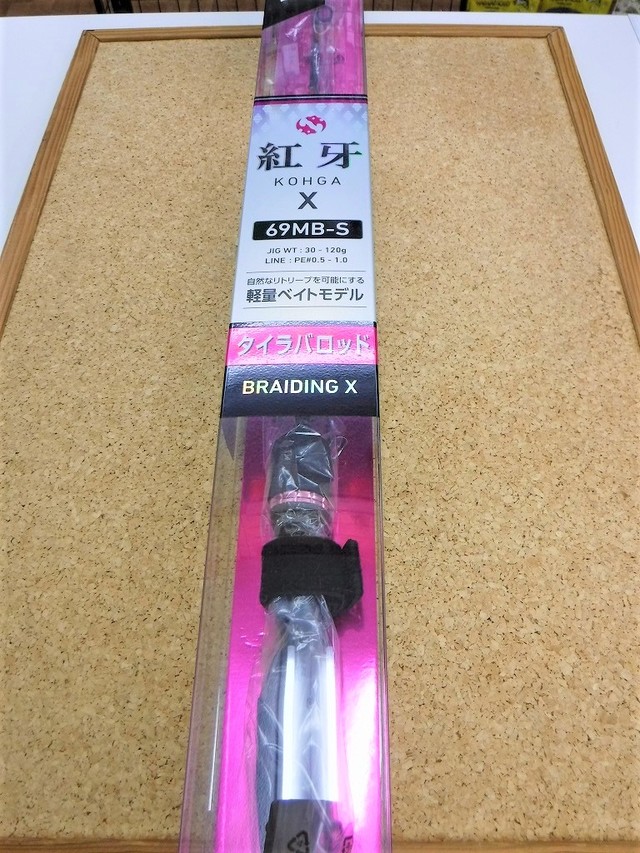 紅牙
KOHGA
X
69MB-S
JIG WT : 30 - 120g
LINE : PE#0.5 - 1.0
自然なリトリーブを可能にする
軽量ベイトモデル
タイラバロッド
BRAIDING X